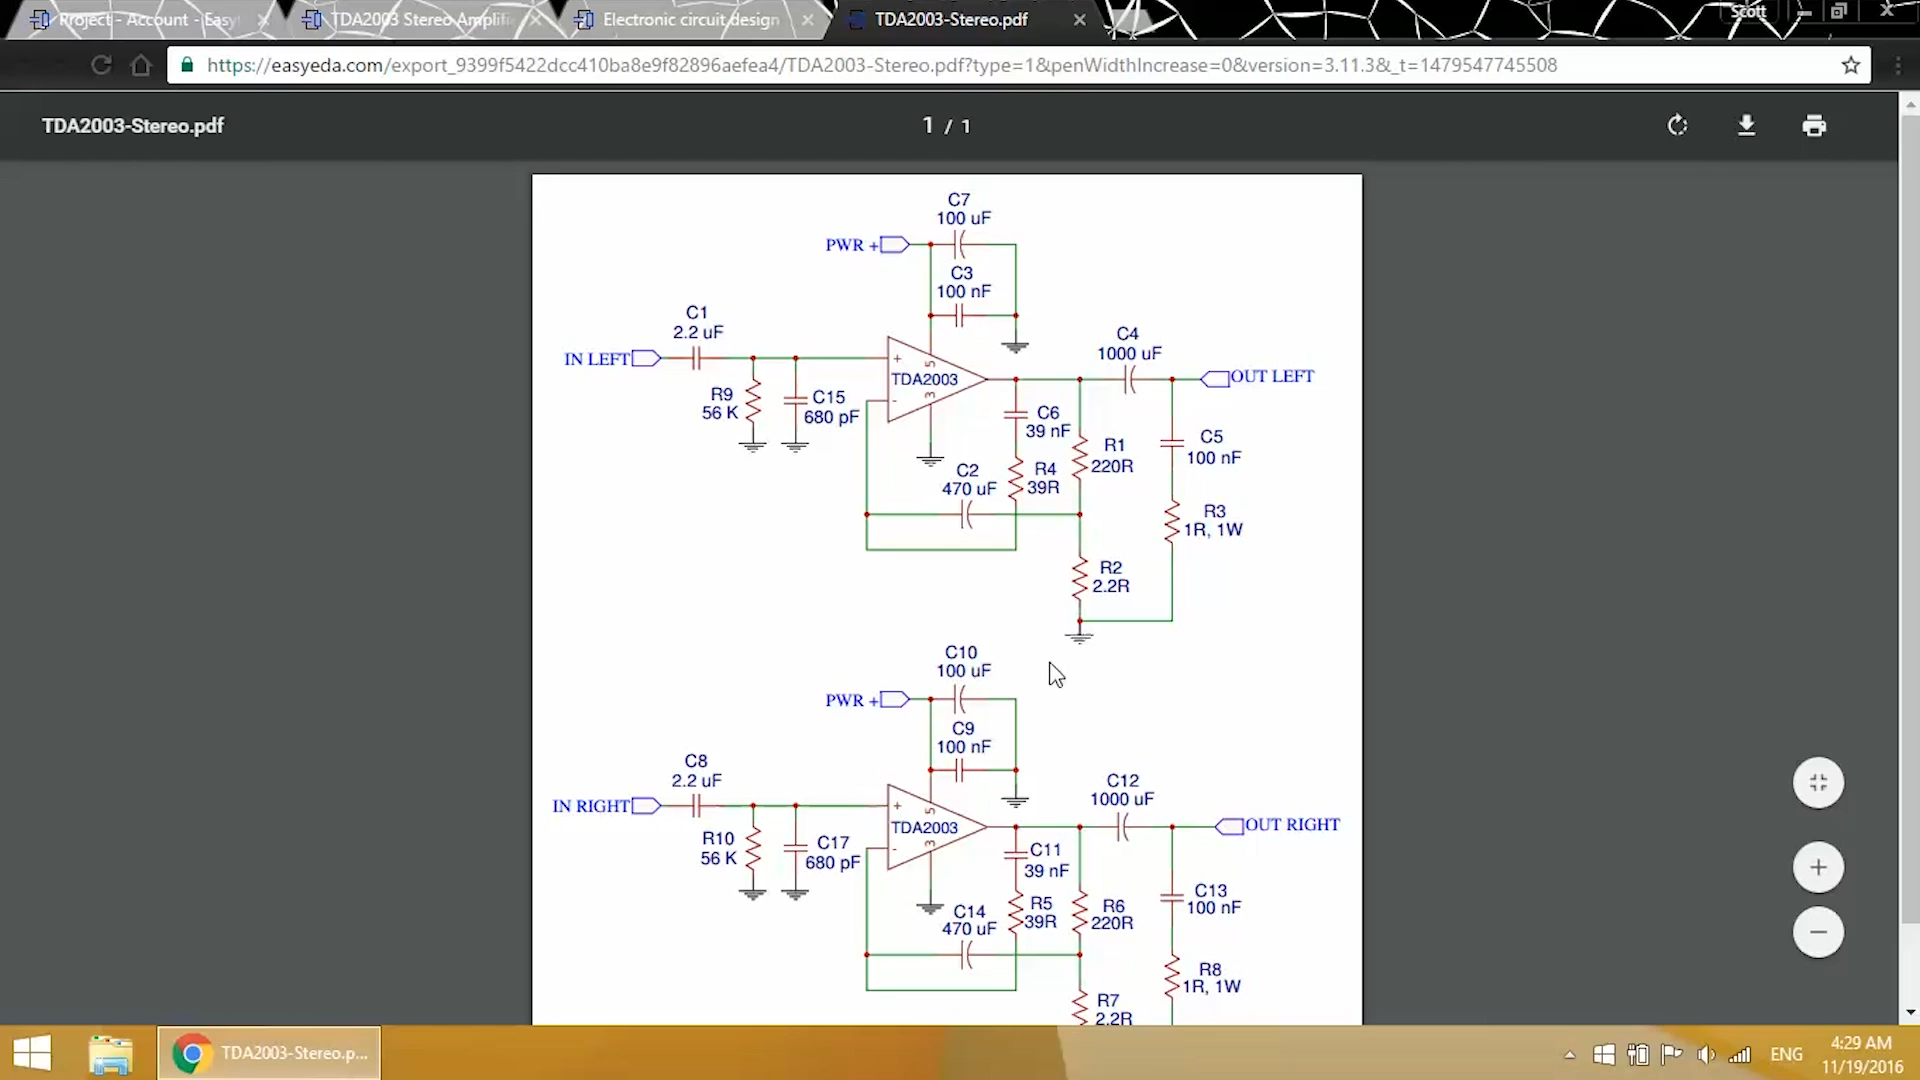 Project - Account - Easy
TDA2003 Stereo Amplifi
Electronic circuit design
TDA2003-Stereo.pdf
Scott
https://easyeda.com/export_9399f5422dcc410ba8e9f82896aefea4/TDA2003-Stereo.pdf?type=1&penWidthIncrease=0&version=3.11.3&_t=1479547745508
TDA2003-Stereo.pdf
1 / 1
C7
100 uF
PWR +
C3
100 nF
C1
2.2 uF
IN LEFT
C4
1000 uF
OUT LEFT
+
5
TDA2003
3
-
R9
56 K
C15
680 pF
C6
39 nF
R1
220R
C5
100 nF
C2
470 uF
R4
39R
R3
1R, 1W
R2
2.2R
C10
100 uF
PWR +
C9
100 nF
C8
2.2 uF
IN RIGHT
C12
1000 uF
OUT RIGHT
+
5
TDA2003
3
-
R10
56 K
C17
680 pF
C11
39 nF
C14
470 uF
R5
39R
R6
220R
C13
100 nF
R8
1R, 1W
R7
2.2R
TDA2003-Stereo.p...
ENG
4:29 AM
11/19/2016